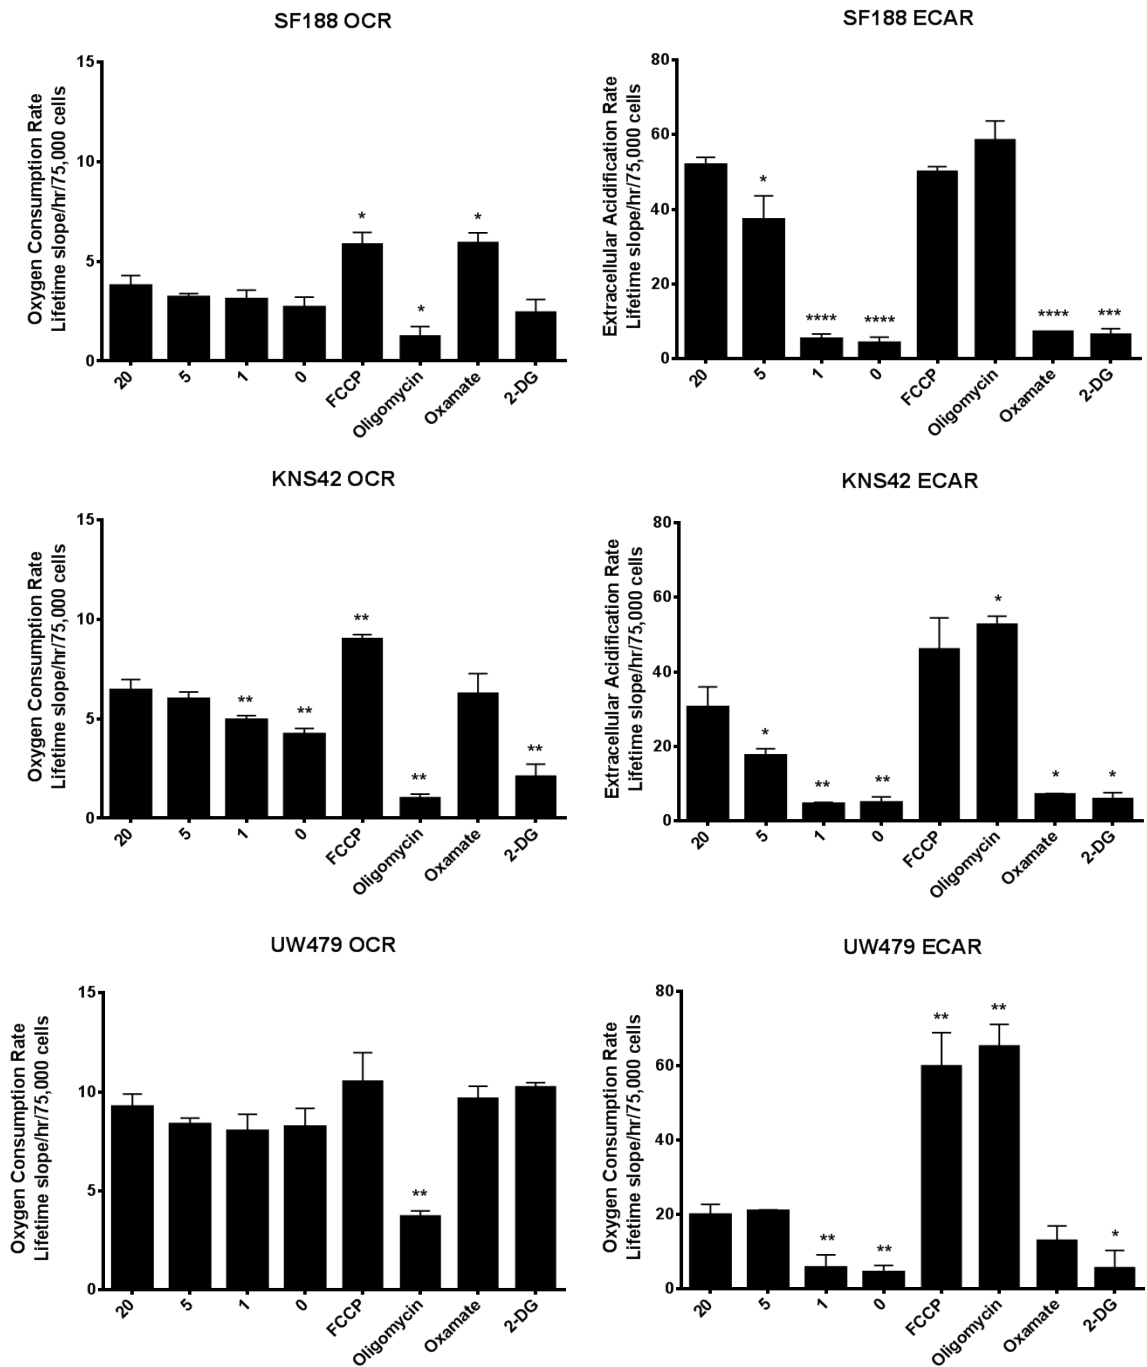 SF188 OCR
Oxygen Consumption Rate
Lifetime slope/hr/75,000 cells
15
10
5
0
* * *
20 5 1 0 FCCP Oligomycin Oxamate 2-DG
SF188 ECAR
Extracellular Acidification Rate
Lifetime slope/hr/75,000 cells
80
60
40
20
0
* **** **** **** ***
20 5 1 0 FCCP Oligomycin Oxamate 2-DG
KNS42 OCR
Oxygen Consumption Rate
Lifetime slope/hr/75,000 cells
15
10
5
0
** ** ** ** **
20 5 1 0 FCCP Oligomycin Oxamate 2-DG
KNS42 ECAR
Extracellular Acidification Rate
Lifetime slope/hr/75,000 cells
80
60
40
20
0
* ** ** * * *
20 5 1 0 FCCP Oligomycin Oxamate 2-DG
UW479 OCR
Oxygen Consumption Rate
Lifetime slope/hr/75,000 cells
15
10
5
0
**
20 5 1 0 FCCP Oligomycin Oxamate 2-DG
UW479 ECAR
Oxygen Consumption Rate
Lifetime slope/hr/75,000 cells
80
60
40
20
0
** ** ** ** *
20 5 1 0 FCCP Oligomycin Oxamate 2-DG